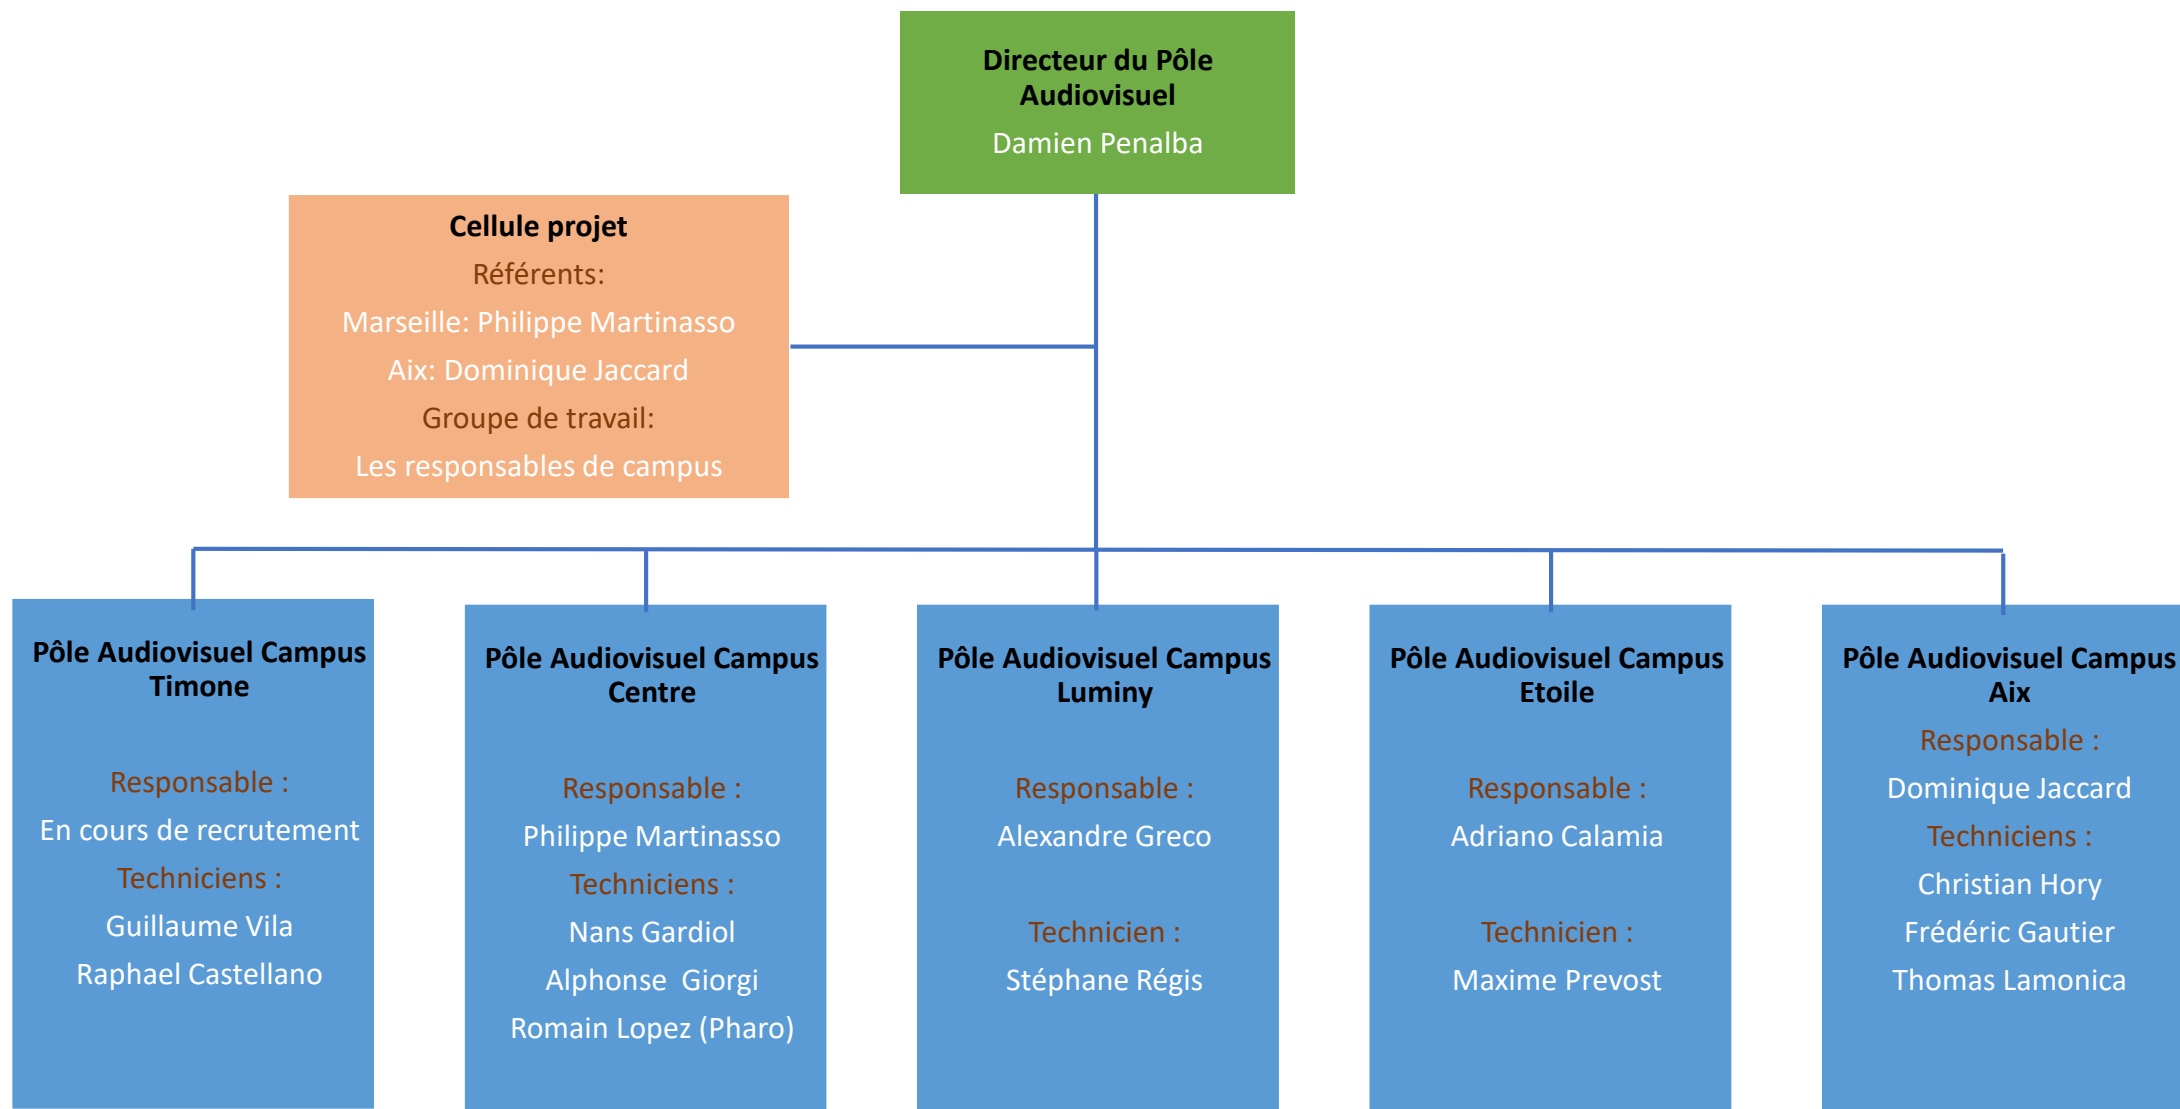 Directeur du Pôle
Audiovisuel
Damien Penalba
Cellule projet
Référents:
Marseille: Philippe Martinasso
Aix: Dominique Jaccard
Groupe de travail:
Les responsables de campus
Pôle Audiovisuel Campus
Timone
Responsable :
En cours de recrutement
Techniciens :
Guillaume Vila
Raphael Castellano
Pôle Audiovisuel Campus
Centre
Responsable :
Philippe Martinasso
Techniciens :
Nans Gardiol
Alphonse  Giorgi
Romain Lopez (Pharo)
Pôle Audiovisuel Campus
Luminy
Responsable :
Alexandre Greco
Technicien :
Stéphane Régis
Pôle Audiovisuel Campus
Etoile
Responsable :
Adriano Calamia
Technicien :
Maxime Prevost
Pôle Audiovisuel Campus
Aix
Responsable :
Dominique Jaccard
Techniciens :
Christian Hory
Frédéric Gautier
Thomas Lamonica